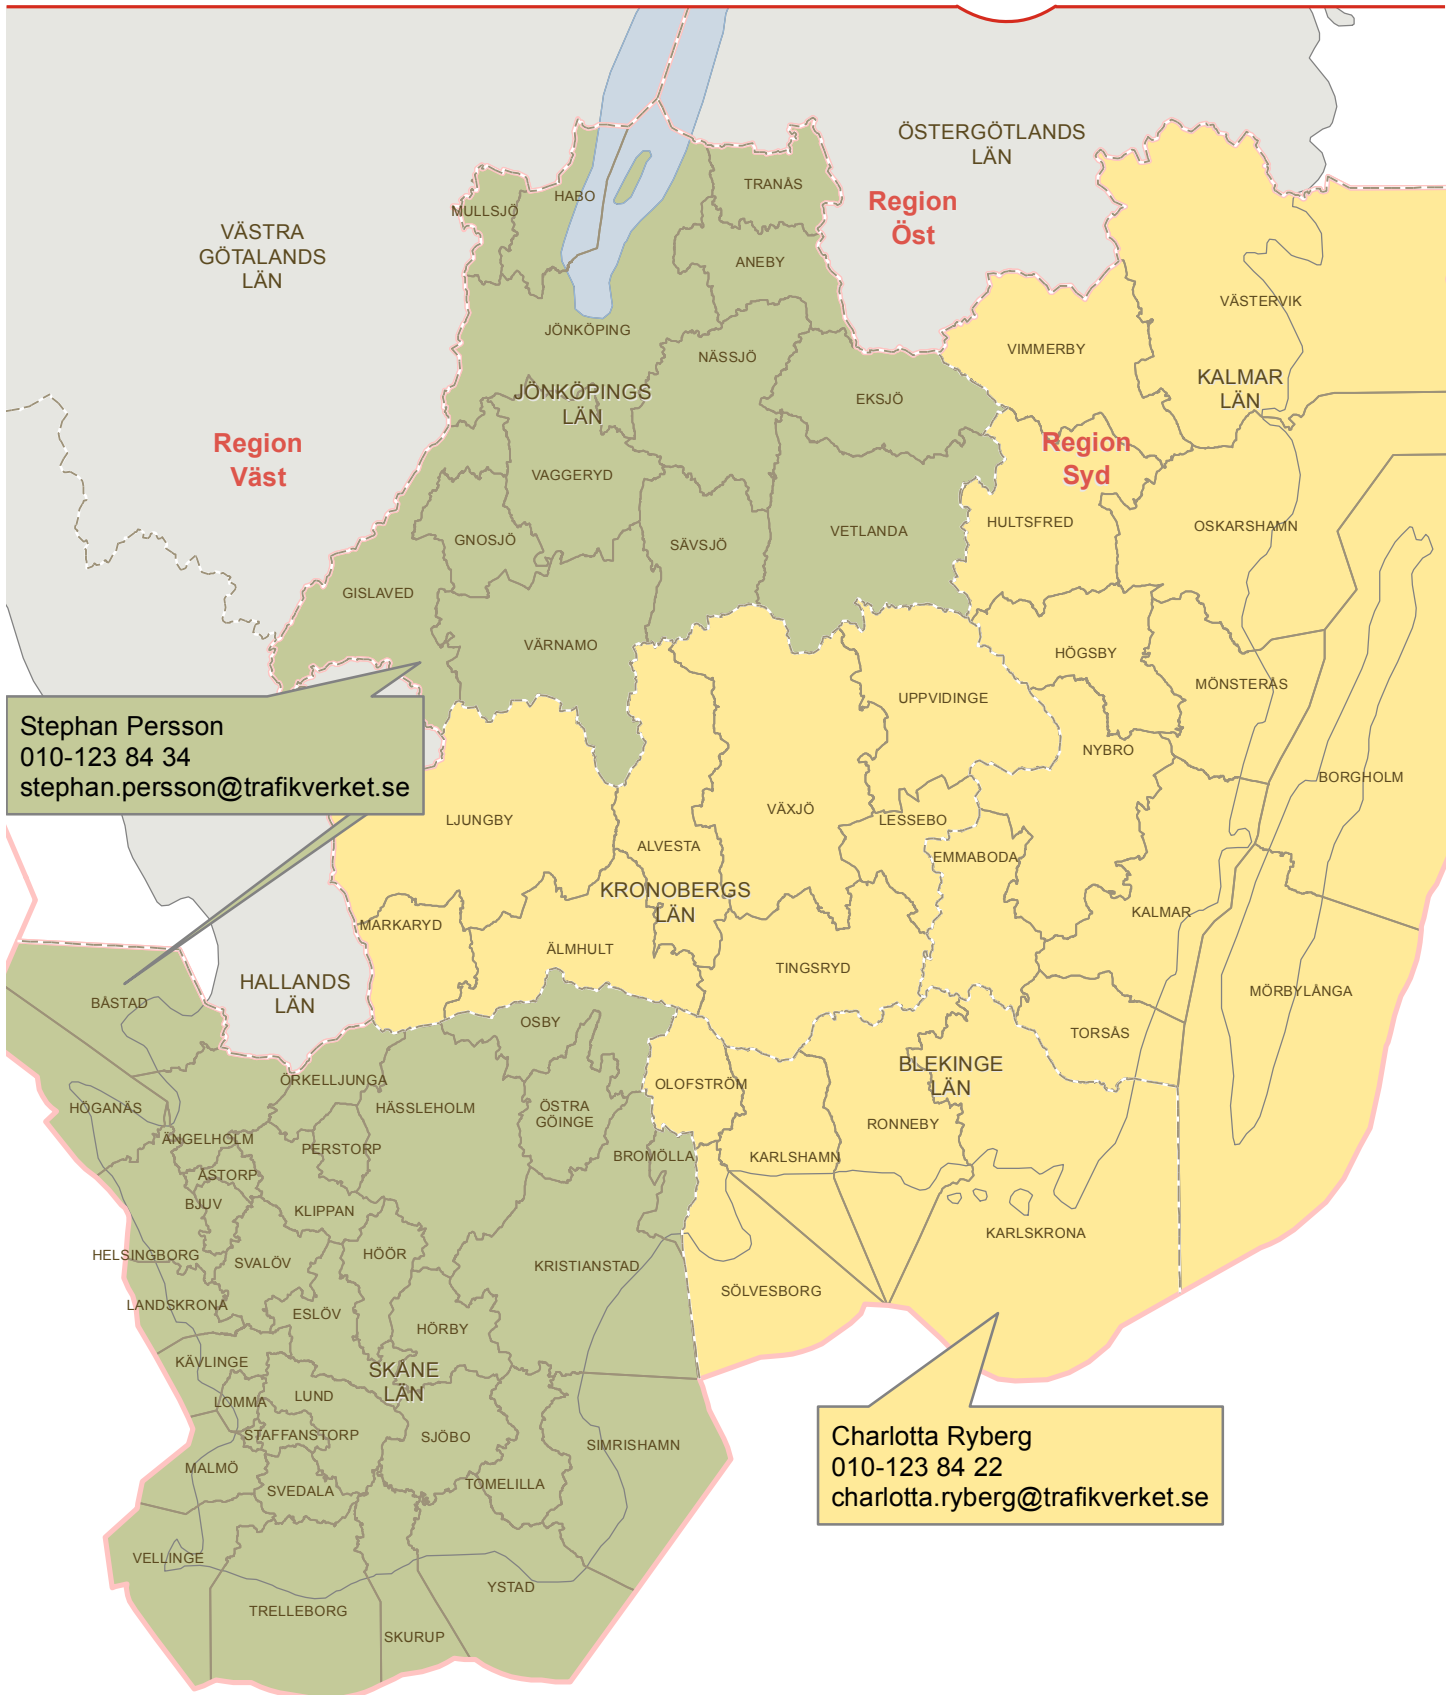 ÖSTERGÖTLANDS
LÄN
Region
Öst
TRANÅS
HABO
MULLSJÖ
VÄSTRA
GÖTALANDS
LÄN
ANEBY
VÄSTERVIK
JÖNKÖPING
NÄSSJÖ
VIMMERBY
KALMAR
LÄN
JÖNKÖPINGS
LÄN
EKSJÖ
Region
Väst
Region
Syd
VAGGERYD
HULTSFRED
OSKARSHAMN
GNOSJÖ
SÄVSJÖ
VETLANDA
GISLAVED
VÄRNAMO
HÖGSBY
MÖNSTERÅS
UPPVIDINGE
Stephan Persson
010-123 84 34
stephan.persson@trafikverket.se
NYBRO
BORGHOLM
LJUNGBY
ALVESTA
VÄXJÖ
LESSEBO
EMMABODA
KRONOBERGS
LÄN
KALMAR
MARKARYD
ÄLMHULT
TINGSRYD
MÖRBYLÅNGA
HALLANDS
LÄN
BÅSTAD
OSBY
TORSÅS
BLEKINGE
LÄN
ÖRKELLJUNGA
OLOFSTRÖM
HÖGANÄS
HÄSSLEHOLM
ÖSTRA
GÖINGE
RONNEBY
ÄNGELHOLM
PERSTORP
BROMÖLLA
KARLSHAMN
ÅSTORP
BJUV
KLIPPAN
KARLSKRONA
HELSINGBORG
SVALÖV
HÖÖR
KRISTIANSTAD
SÖLVESBORG
LANDSKRONA
ESLÖV
HÖRBY
KÄVLINGE
SKÅNE
LÄN
LOMMA
LUND
STAFFANSTORP
SJÖBO
SIMRISHAMN
MALMÖ
SVEDALA
TOMELILLA
Charlotta Ryberg
010-123 84 22
charlotta.ryberg@trafikverket.se
VELLINGE
YSTAD
TRELLEBORG
SKURUP